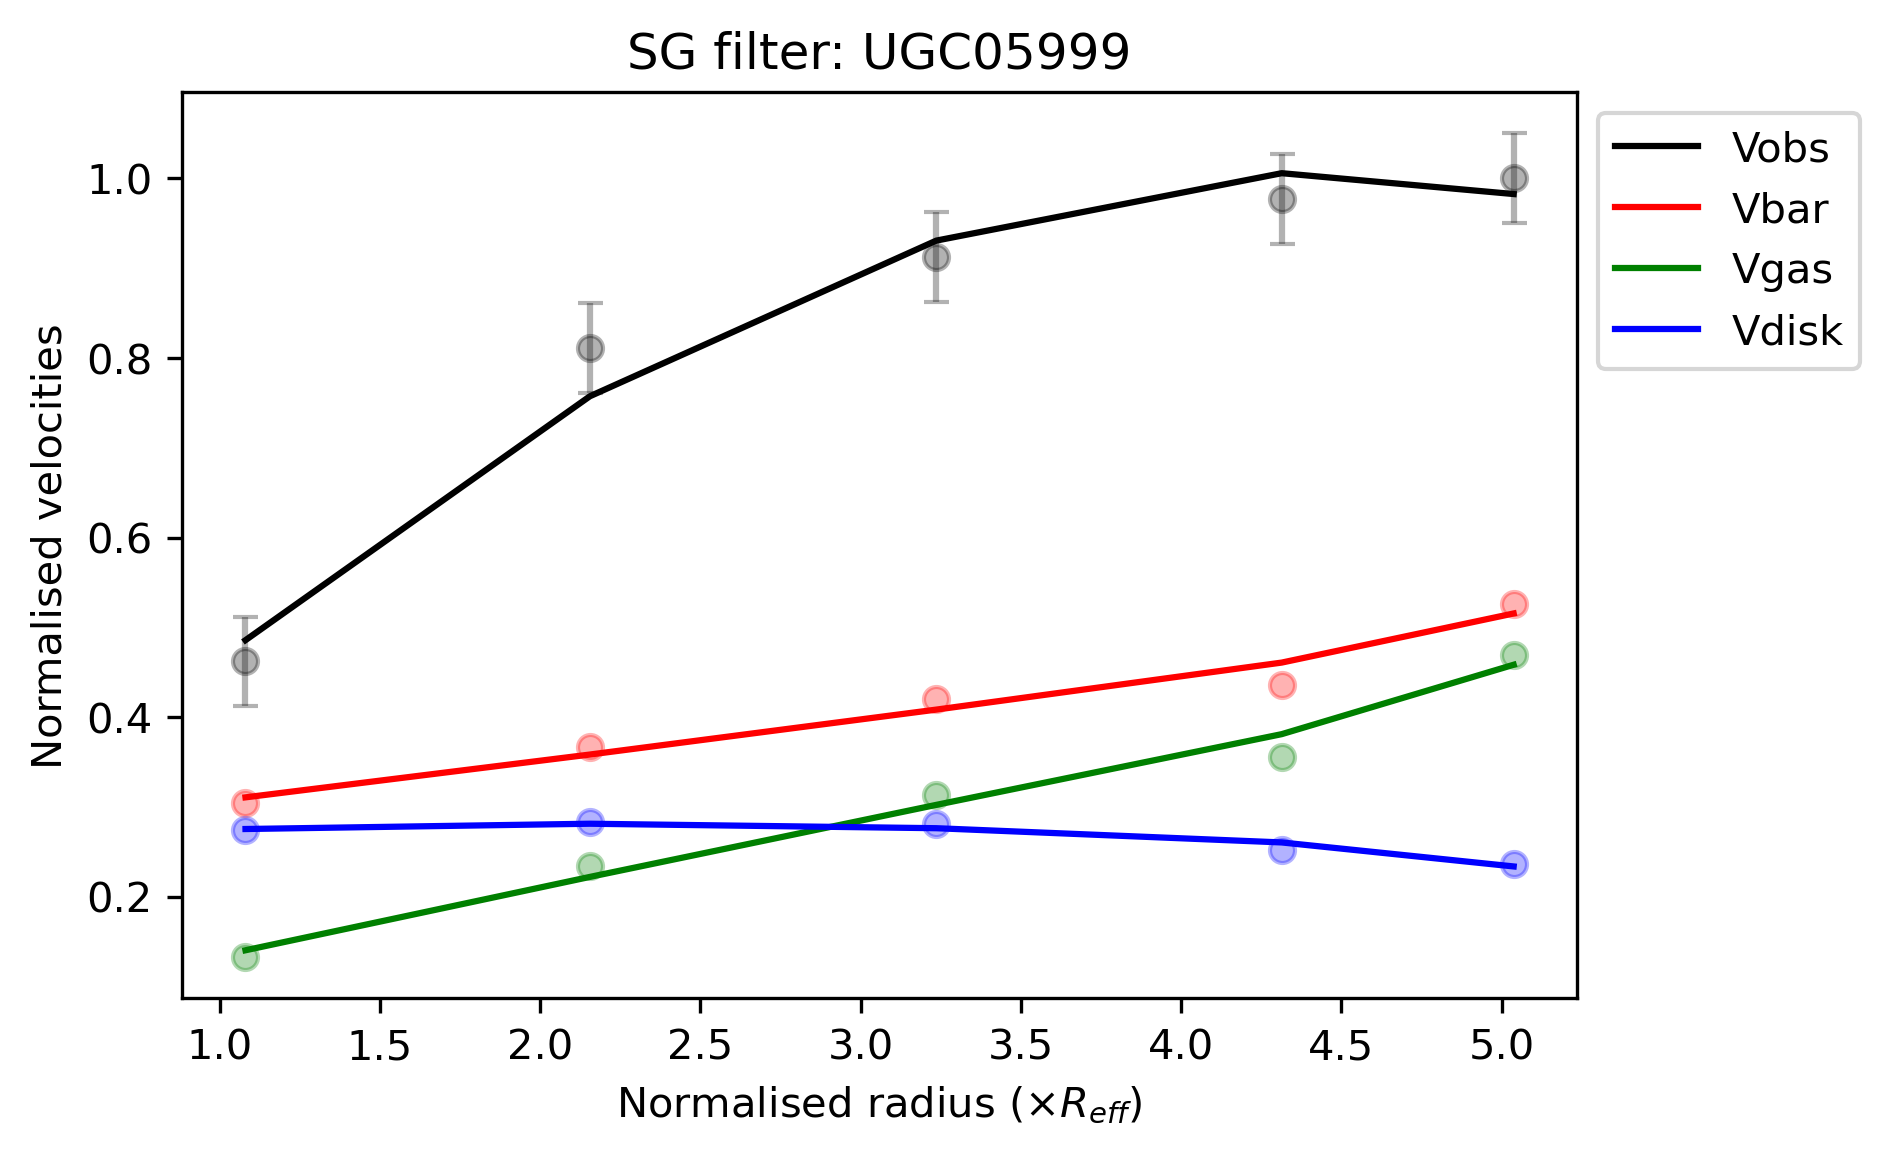 SG filter: UGC05999
Vobs
Vbar
Vgas
Vdisk
Normalised velocities
1.0
0.8
0.6
0.4
0.2
1.0 1.5 2.0 2.5 3.0 3.5 4.0 4.5 5.0
Normalised radius (×R_{eff})